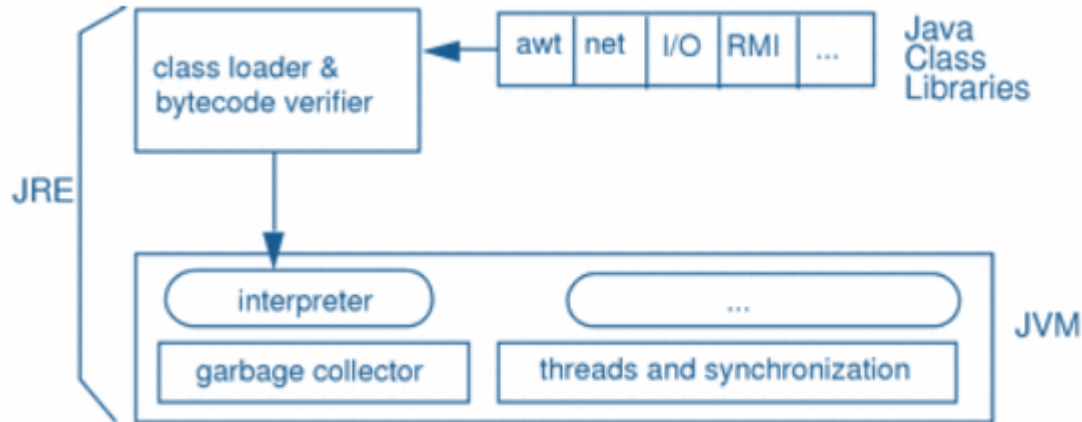 awt net I/O RMI ...
Java
Class
Libraries
class loader &
bytecode verifier
JRE
interpreter
...
JVM
garbage collector
threads and synchronization